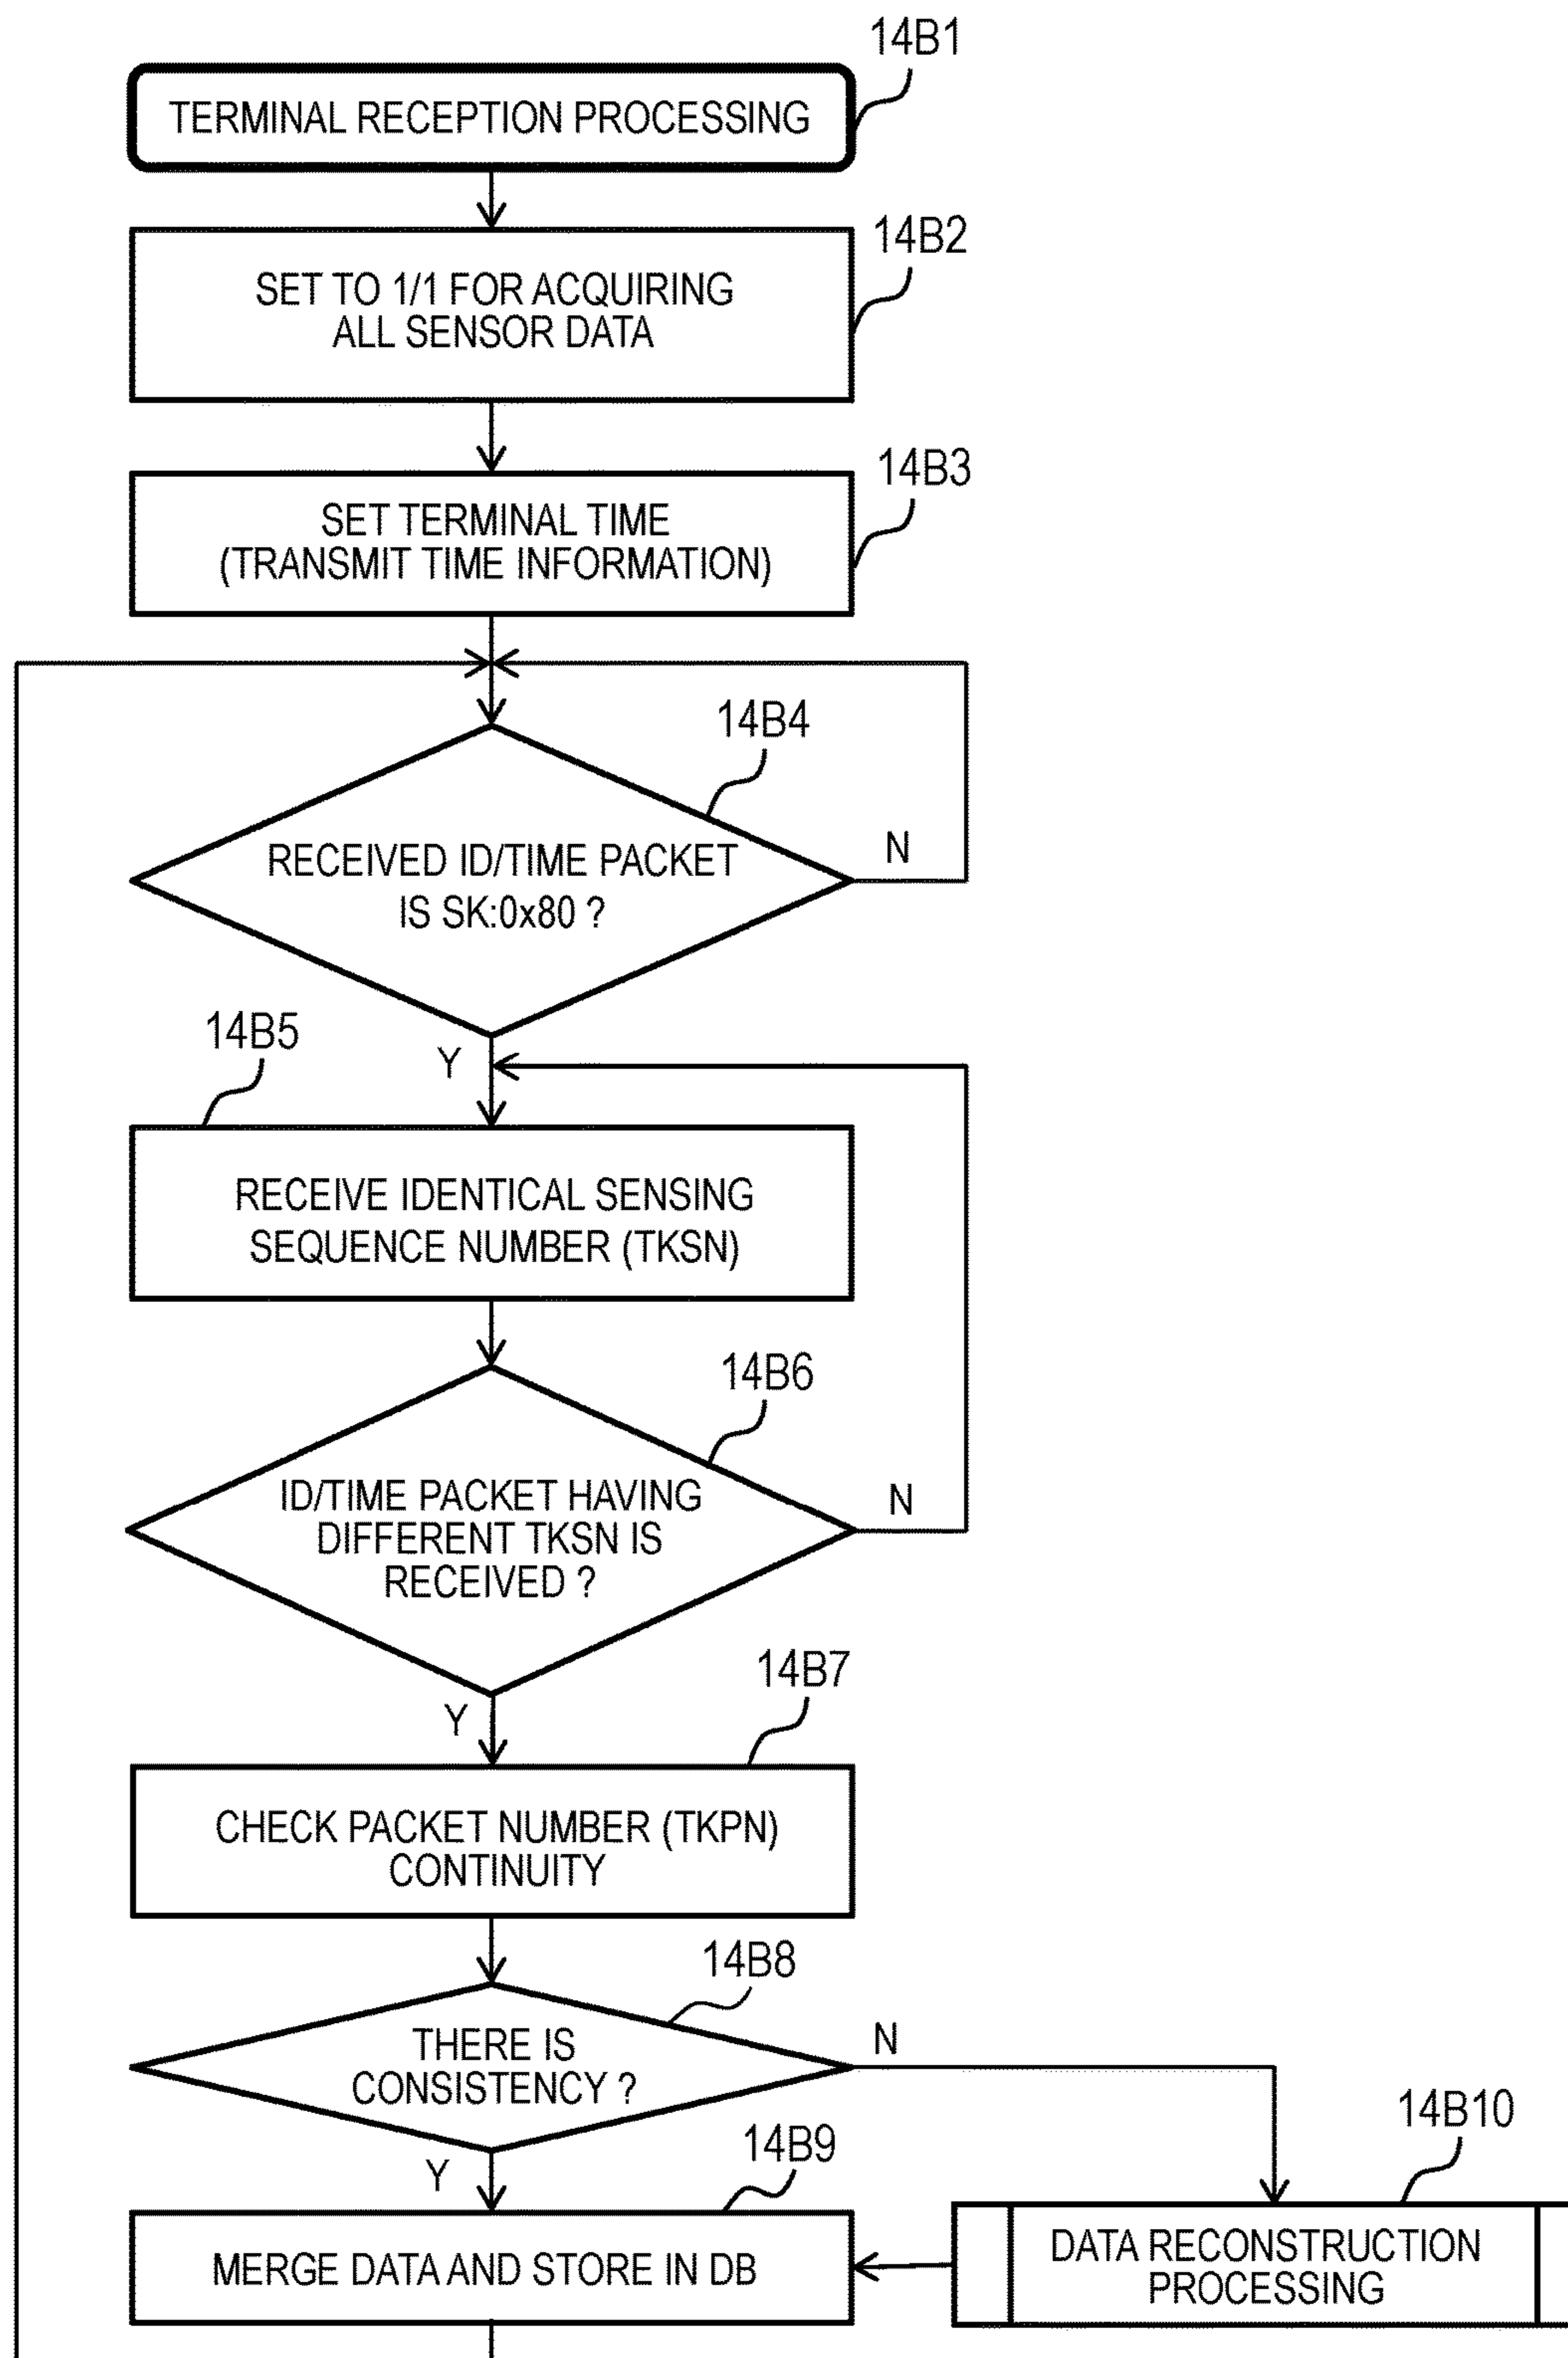 14B1
TERMINAL RECEPTION PROCESSING
14B2
SET TO 1/1 FOR ACQUIRING
ALL SENSOR DATA
14B3
SET TERMINAL TIME
(TRANSMIT TIME INFORMATION)
14B4
RECEIVED ID/TIME PACKET
IS SK:0x80 ?
N
Y
14B5
RECEIVE IDENTICAL SENSING
SEQUENCE NUMBER (TKSN)
14B6
ID/TIME PACKET HAVING
DIFFERENT TKSN IS
RECEIVED ?
N
Y
14B7
CHECK PACKET NUMBER (TKPN)
CONTINUITY
14B8
THERE IS
CONSISTENCY ?
N
Y
14B9
MERGE DATA AND STORE IN DB
14B10
DATA RECONSTRUCTION
PROCESSING